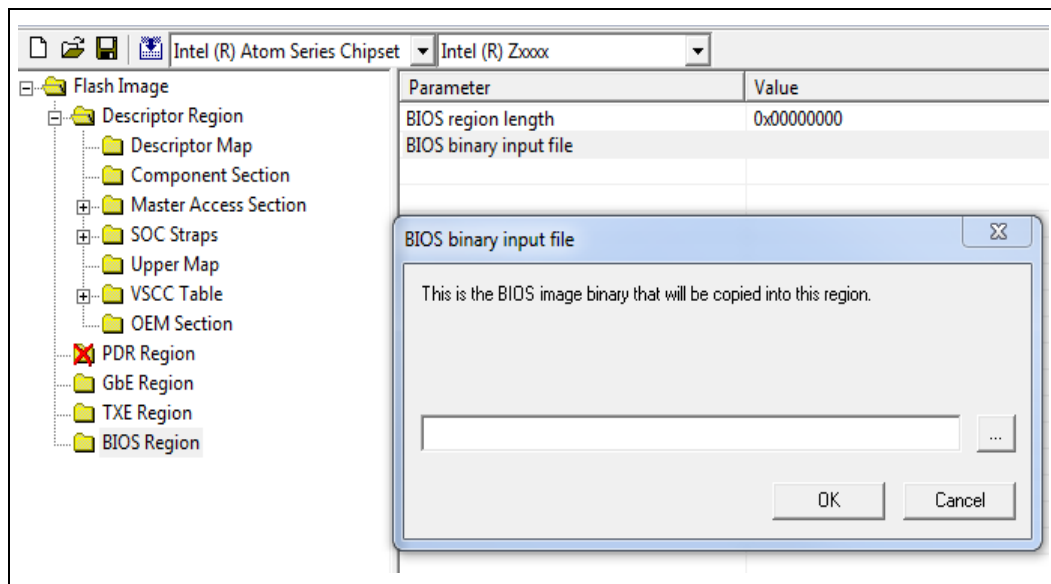 Intel (R) Atom Series Chipset Intel (R) Zxxxx
Flash Image
Descriptor Region
Descriptor Map
Component Section
Master Access Section
SOC Straps
Upper Map
VSCC Table
OEM Section
PDR Region
GbE Region
TXE Region
BIOS Region
Parameter Value
BIOS region length 0x00000000
BIOS binary input file
BIOS binary input file
This is the BIOS image binary that will be copied into this region.
...
OK Cancel